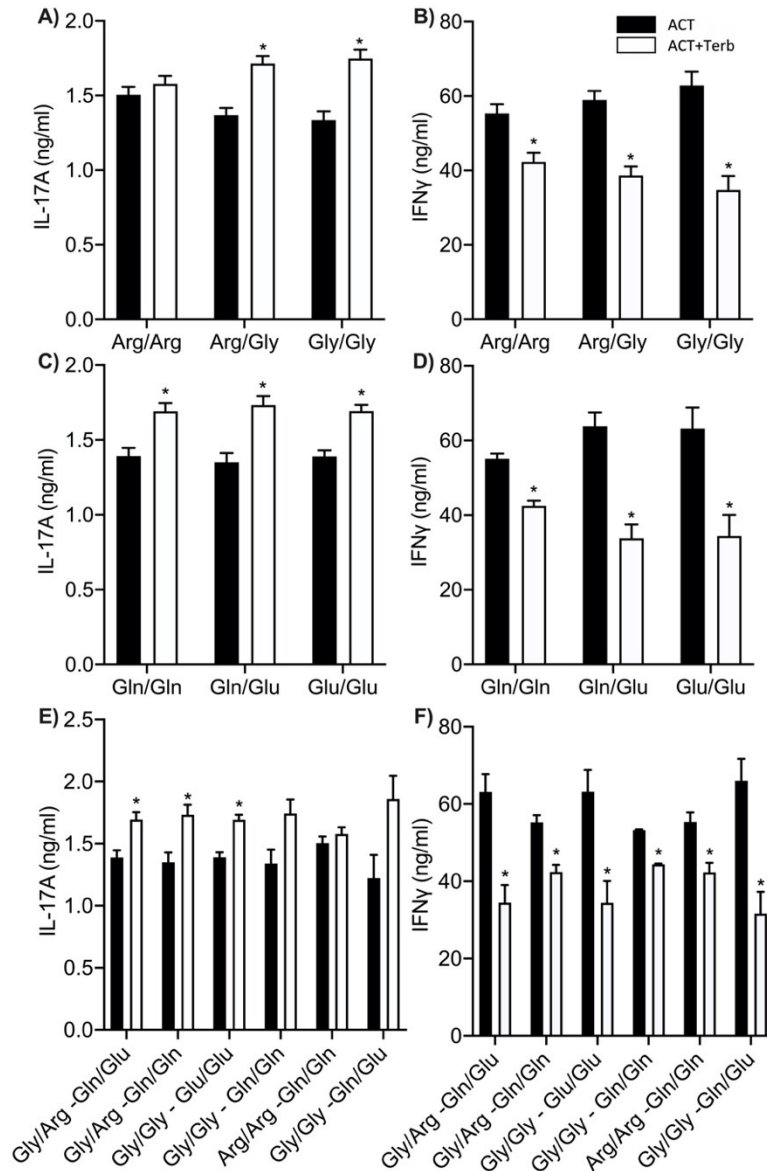 A)
2.0
1.5
1.0
0.5
0.0
IL-17A (ng/ml)
* *
Arg/Arg Arg/Gly Gly/Gly
B)
80
60
40
20
0
IFNγ (ng/ml)
ACT
ACT+Terb
* * *
Arg/Arg Arg/Gly Gly/Gly
C)
2.0
1.5
1.0
0.5
0.0
IL-17A (ng/ml)
* * *
Gln/Gln Gln/Glu Glu/Glu
D)
80
60
40
20
0
IFNγ (ng/ml)
* * *
Gln/Gln Gln/Glu Glu/Glu
E)
2.5
2.0
1.5
1.0
0.5
0.0
IL-17A (ng/ml)
* * *
Gly/Arg -Gln/Glu
Gly/Arg -Gln/Gln
Gly/Gly - Glu/Glu
Gly/Gly - Gln/Gln
Arg/Arg -Gln/Gln
Gly/Gly -Gln/Glu
F)
80
60
40
20
0
IFNγ (ng/ml)
* * * * * *
Gly/Arg -Gln/Glu
Gly/Arg -Gln/Gln
Gly/Gly - Glu/Glu
Gly/Gly - Gln/Gln
Arg/Arg -Gln/Gln
Gly/Gly -Gln/Glu